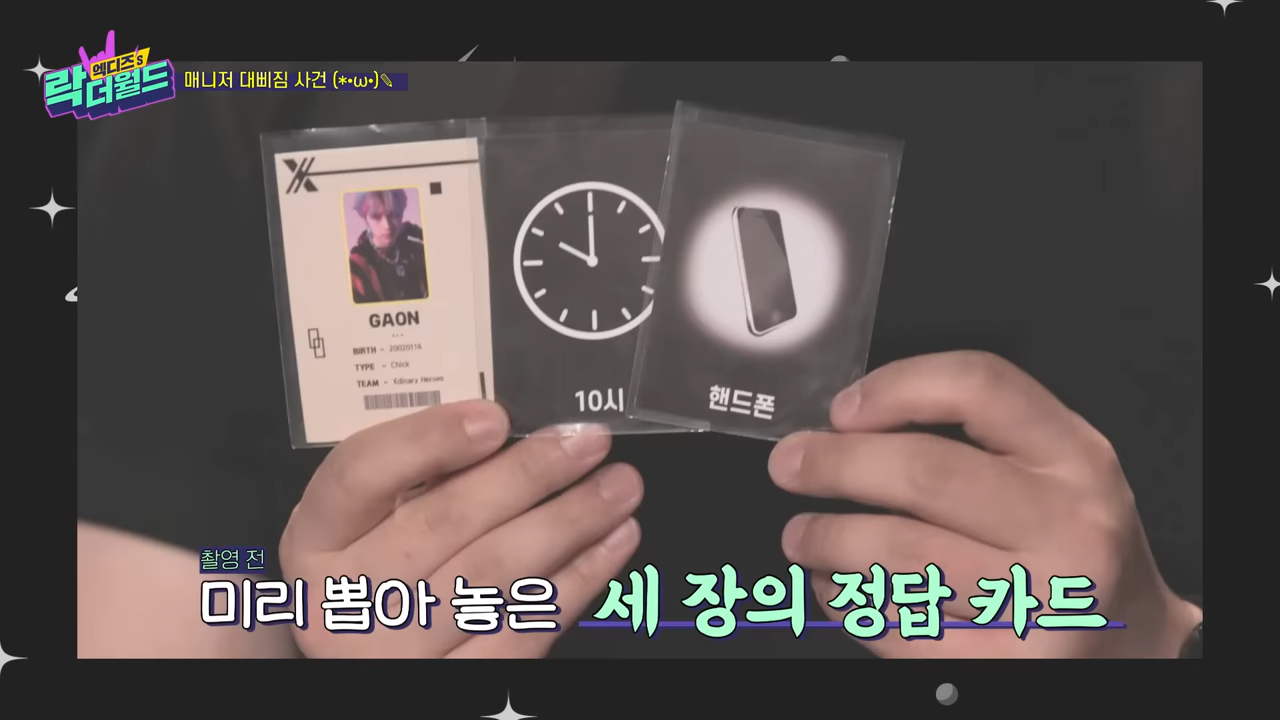 엑디즈's
락
더월드
매니저 대삐짐 사건 (*•ω•)✎
GAON
BIRTH - 20020114
TYPE - Chick
TEAM - Xdinary Heroes
10시
핸드폰
촬영 전
미리 뽑아 놓은 세 장의 정답 카드